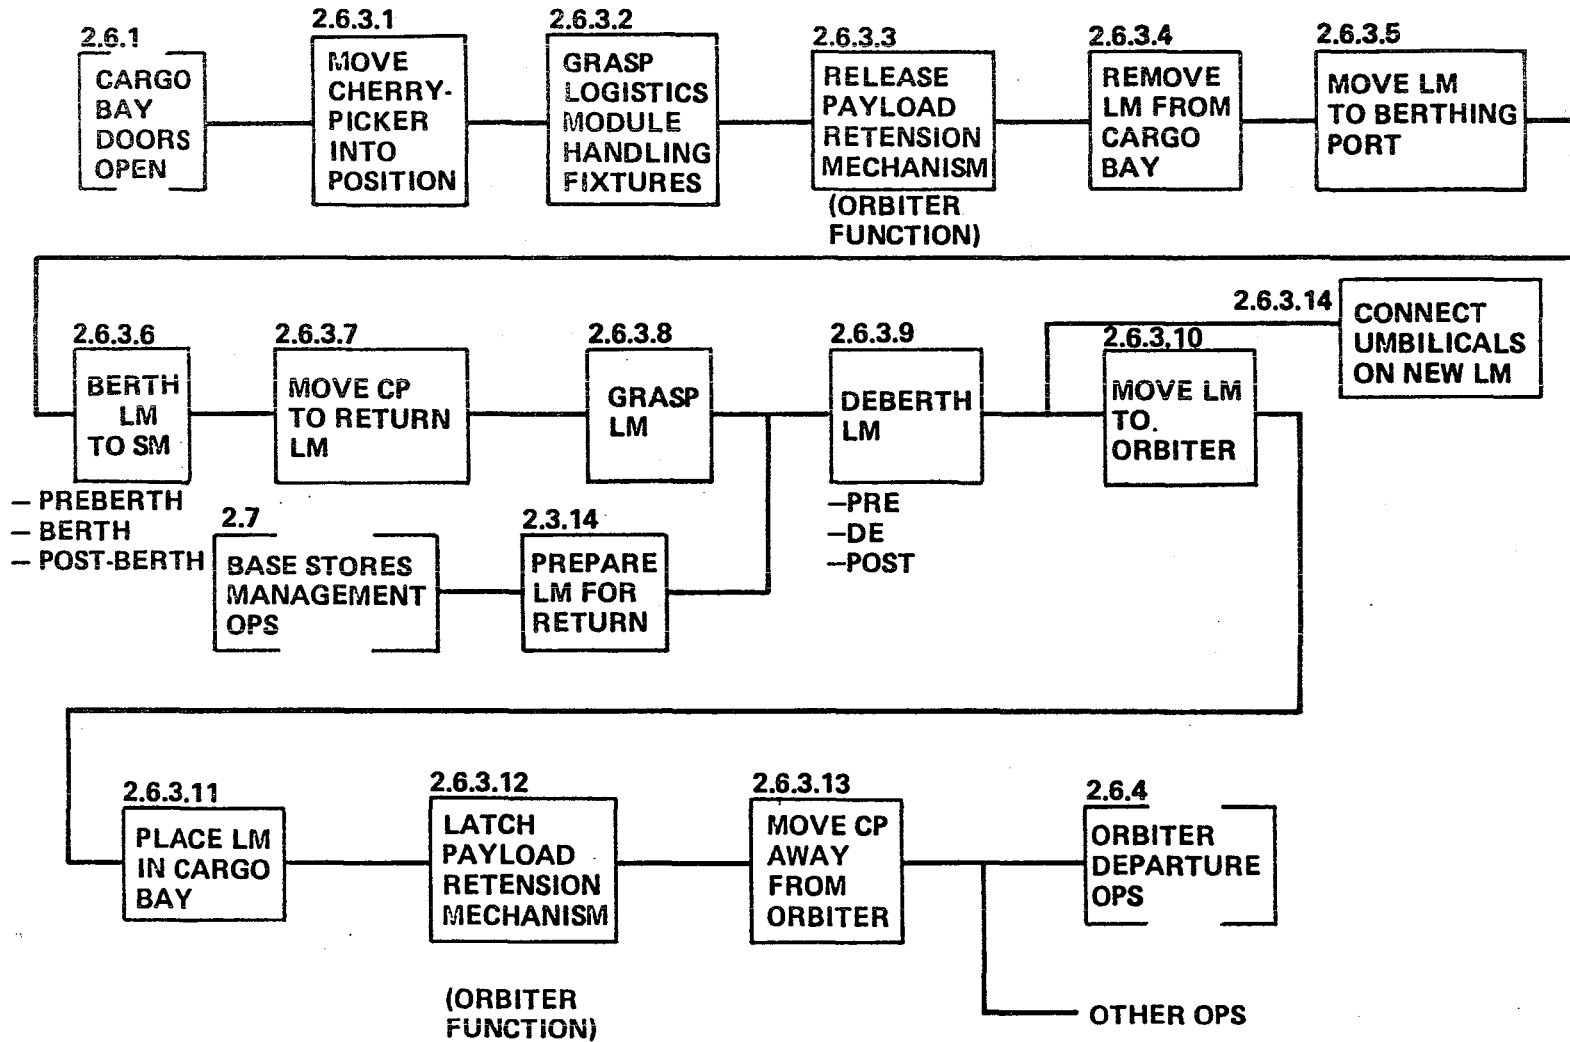 2.6.1
CARGO
BAY
DOORS
OPEN
2.6.3.1
MOVE
CHERRY-
PICKER
INTO
POSITION
2.6.3.2
GRASP
LOGISTICS
MODULE
HANDLING
FIXTURES
2.6.3.3
RELEASE
PAYLOAD
RETENSION
MECHANISM
(ORBITER
FUNCTION)
2.6.3.4
REMOVE
LM FROM
CARGO
BAY
2.6.3.5
MOVE LM
TO BERTHING
PORT
2.6.3.6
BERTH
LM
TO SM
— PREBERTH
— BERTH
— POST-BERTH
2.6.3.7
MOVE CP
TO RETURN
LM
2.6.3.8
GRASP
LM
2.6.3.9
DEBERTH
LM
—PRE
—DE
—POST
2.6.3.10
MOVE LM
TO.
ORBITER
2.6.3.14
CONNECT
UMBILICALS
ON NEW LM
2.7
BASE STORES
MANAGEMENT
OPS
2.3.14
PREPARE
LM FOR
RETURN
2.6.3.11
PLACE LM
IN CARGO
BAY
2.6.3.12
LATCH
PAYLOAD
RETENSION
MECHANISM
(ORBITER
FUNCTION)
2.6.3.13
MOVE CP
AWAY
FROM
ORBITER
2.6.4
ORBITER
DEPARTURE
OPS
OTHER OPS